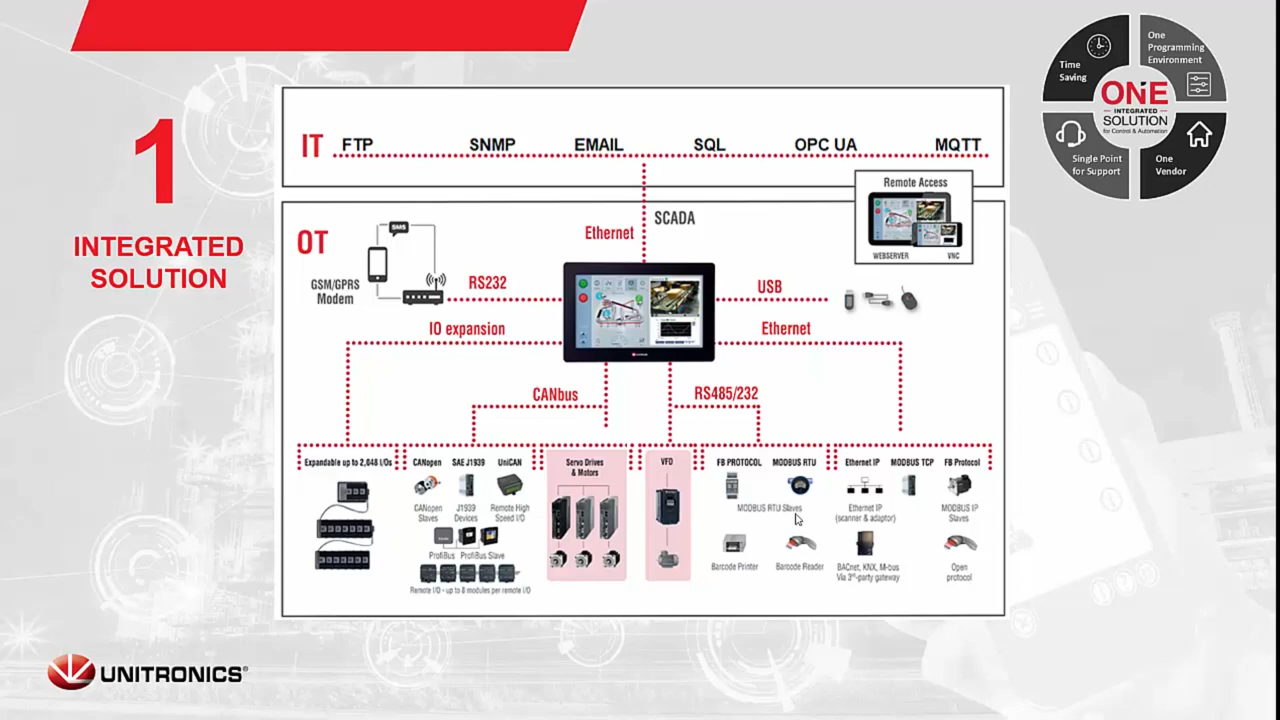 Time
Saving
One
Programming
Environment
ONE
INTEGRATED
SOLUTION
for Control & Automation
Single Point
for Support
One
Vendor
1
INTEGRATED
SOLUTION
IT
FTP
SNMP
EMAIL
SQL
OPC UA
MQTT
Remote Access
WEBSERVER
VNC
OT
SMS
GSM/GPRS
Modem
RS232
Ethernet
SCADA
USB
IO expansion
Ethernet
CANbus
RS485/232
Expandable up to 2,048 I/Os
CANopen
SAE J1939
UniCAN
CANopen
Slaves
J1939
Devices
Remote High
Speed I/O
ProfiBus
ProfiBus Slave
Remote I/O - up to 8 modules per remote I/O
Servo Drives
& Motors
VFD
FB PROTOCOL
MODBUS RTU
MODBUS RTU Slaves
Barcode Printer
Barcode Reader
Ethernet IP
MODBUS TCP
FB Protocol
Ethernet IP
(scanner & adaptor)
MODBUS IP
Slaves
BACnet, KNX, M-bus
Via 3rd-party gateway
Open
protocol
UNITRONICS®